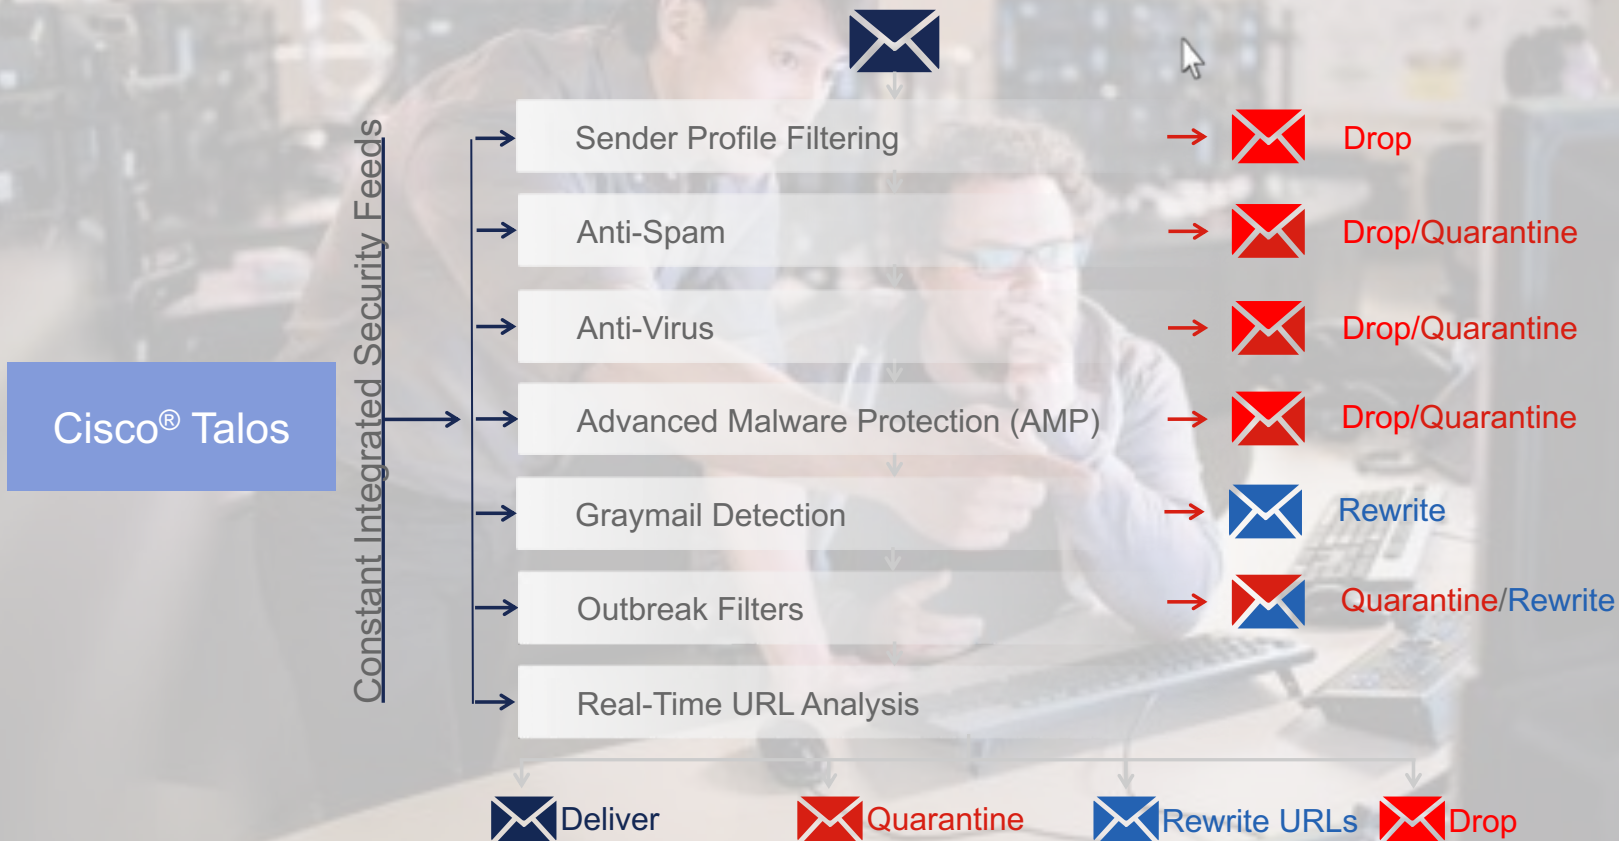 Sender Profile Filtering
Drop
Anti-Spam
Drop/Quarantine
Anti-Virus
Drop/Quarantine
Cisco® Talos
Constant Integrated Security Feeds
Advanced Malware Protection (AMP)
Drop/Quarantine
Graymail Detection
Rewrite
Outbreak Filters
Quarantine/Rewrite
Real-Time URL Analysis
Deliver
Quarantine
Rewrite URLs
Drop